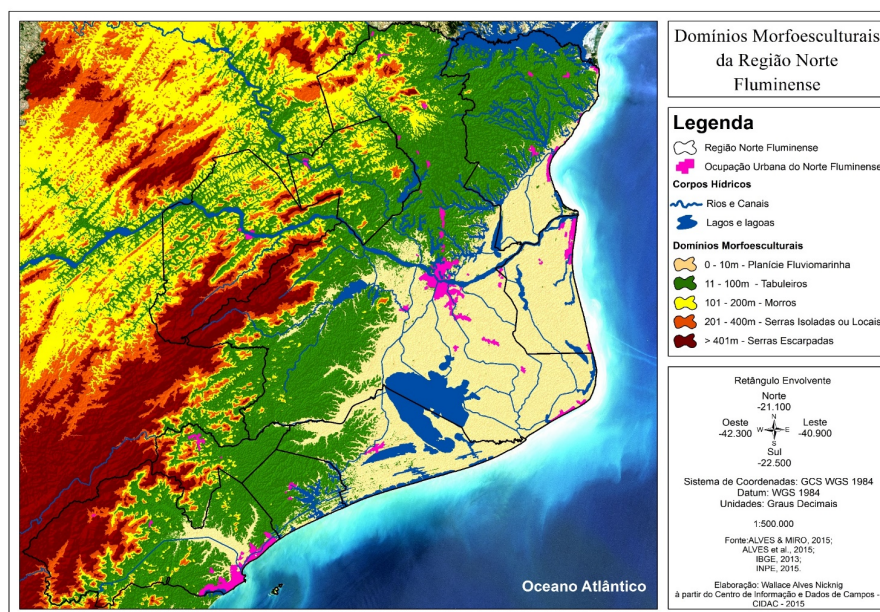 Domínios Morfoesculturais
da Região Norte
Fluminense
Legenda
Região Norte Fluminense
Ocupação Urbana do Norte Fluminense
Corpos Hídricos
Rios e Canais
Lagos e lagoas
Domínios Morfoesculturais
0 - 10m - Planície Fluviomarinha
11 - 100m - Tabuleiros
101 - 200m - Morros
201 - 400m - Serras Isoladas ou Locais
> 401m - Serras Escarpadas
Retângulo Envolvente
Norte
-21.100
Oeste
-42.300
N
W
E
S
Leste
-40.900
Sul
-22.500
Sistema de Coordenadas: GCS WGS 1984
Datum: WGS 1984
Unidades: Graus Decimais
1:500.000
Fonte:ALVES & MIRO, 2015;
ALVES et al., 2015;
IBGE, 2013;
INPE, 2015.
Elaboração: Wallace Alves Nicknig
à partir do Centro de Informação e Dados de Campos -
CIDAC - 2015
Oceano Atlântico